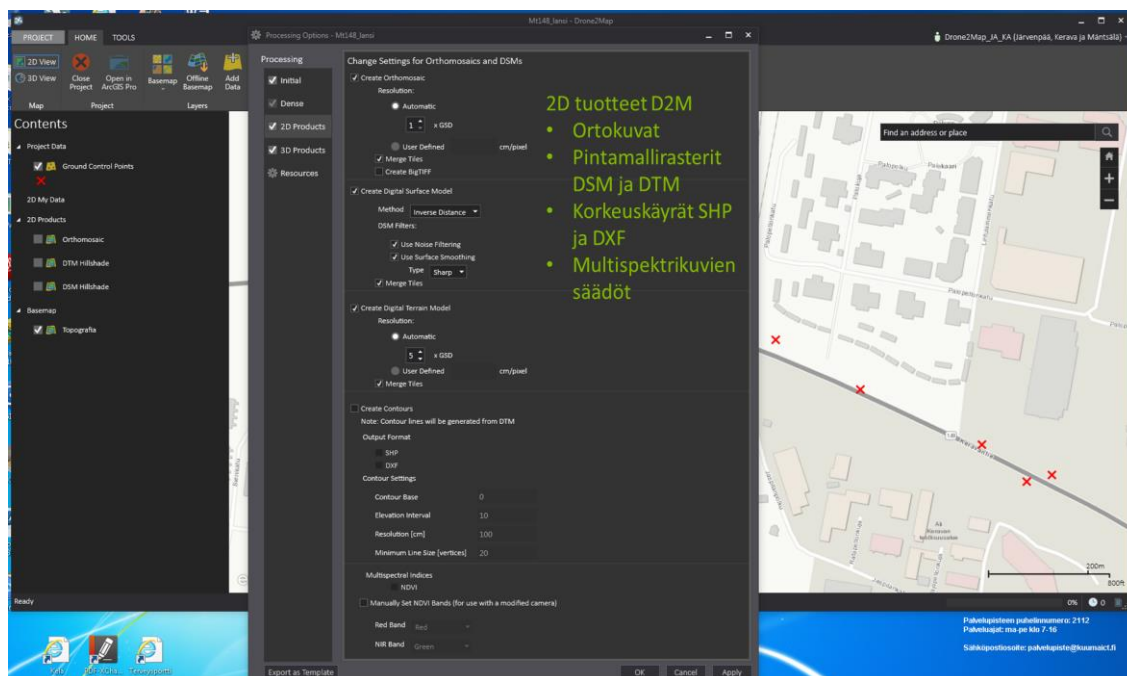 Mt148_lansi - Drone2Map
PROJECT HOME TOOLS
Drone2Map_JA_KA (Järvenpää, Kerava ja Mäntsälä)
2D View
3D View
Close Project
Open in ArcGIS Pro
Basemap
Offline Basemap
Add Data
Map Project Layers
Contents
Project Data
Ground Control Points
2D My Data
2D Products
Orthomosaic
DTM Hillshade
DSM Hillshade
Basemap
Topografia
Ready
Processing Options - Mt148_lansi
Processing
Initial
Dense
2D Products
3D Products
Resources
Export as Template
Change Settings for Orthomosaics and DSMs
Create Orthomosaic
Resolution:
Automatic
1 x GSD
User Defined cm/pixel
Merge Tiles
Create BigTIFF
Create Digital Surface Model
Method Inverse Distance
DSM Filters:
Use Noise Filtering
Use Surface Smoothing
Type Sharp
Merge Tiles
Create Digital Terrain Model
Resolution:
Automatic
5 x GSD
User Defined cm/pixel
Merge Tiles
Create Contours
Note: Contour lines will be generated from DTM
Output Format
SHP
DXF
Contour Settings
Contour Base 0
Elevation Interval 10
Resolution [cm] 100
Minimum Line Size [vertices] 20
Multispectral Indices
NDVI
Manually Set NDVI Bands (for use with a modified camera)
Red Band Red
NIR Band Green
OK Cancel Apply
2D tuotteet D2M
• Ortokuvat
• Pintamallirasterit
DSM ja DTM
• Korkeuskäyrät SHP
ja DXF
• Multispektrikuvien
säädöt
Find an address or place
200m
800ft
0% 0
Palvelupisteen puhelinnumero: 2112
Palveluajat: ma-pe klo 7-16
Sähköpostiosoite: palvelupiste@kuumaict.fi